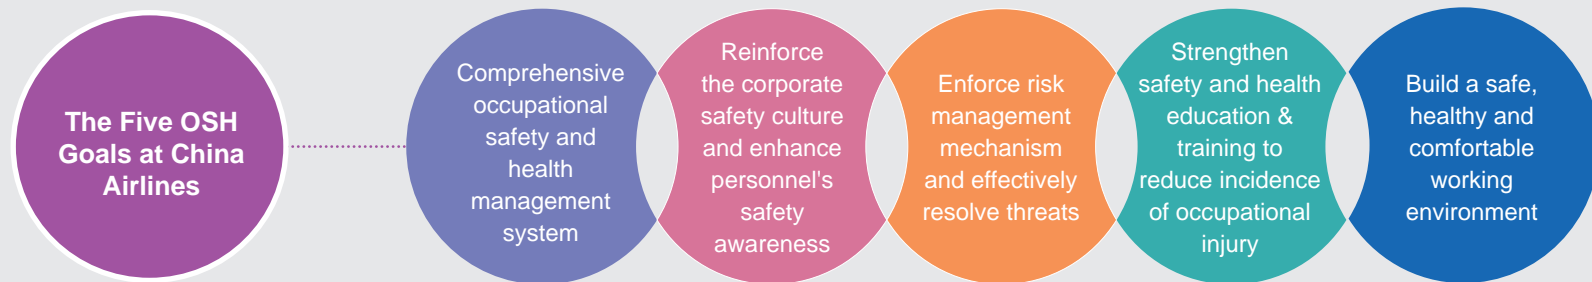 The Five OSH
Goals at China
Airlines
Comprehensive
occupational
safety and
health
management
system
Reinforce
the corporate
safety culture
and enhance
personnel's
safety
awareness
Enforce risk
management
mechanism
and effectively
resolve threats
Strengthen
safety and health
education &
training to
reduce incidence
of occupational
injury
Build a safe,
healthy and
comfortable
working
environment